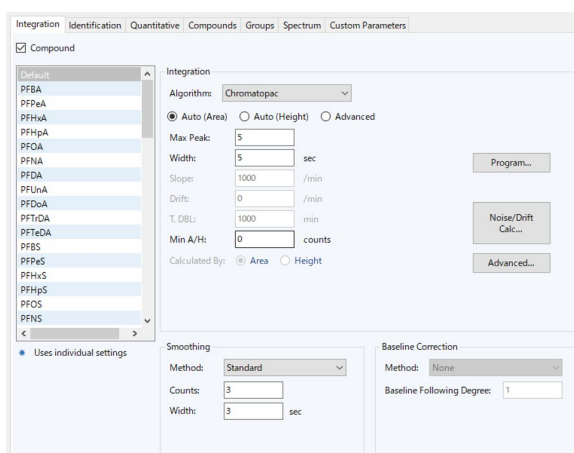 Integration Identification Quantitative Compounds Groups Spectrum Custom Parameters
Compound
Default
PFBA
PFPeA
PFHxA
PFHpA
PFOA
PFNA
PFDA
PFUnA
PFDoA
PFTrDA
PFTeDA
PFBS
PFPeS
PFHxS
PFHpS
PFOS
PFNS
Uses individual settings
Integration
Algorithm: Chromatopac
Auto (Area) Auto (Height) Advanced
Max Peak: 5
Width: 5 sec
Slope: 1000 /min
Drift: 0 /min
T. DBL: 1000 min
Min A/H: 0 counts
Calculated By: Area Height
Program...
Noise/Drift
Calc...
Advanced...
Smoothing
Method: Standard
Counts: 3
Width: 3 sec
Baseline Correction
Method: None
Baseline Following Degree: 1